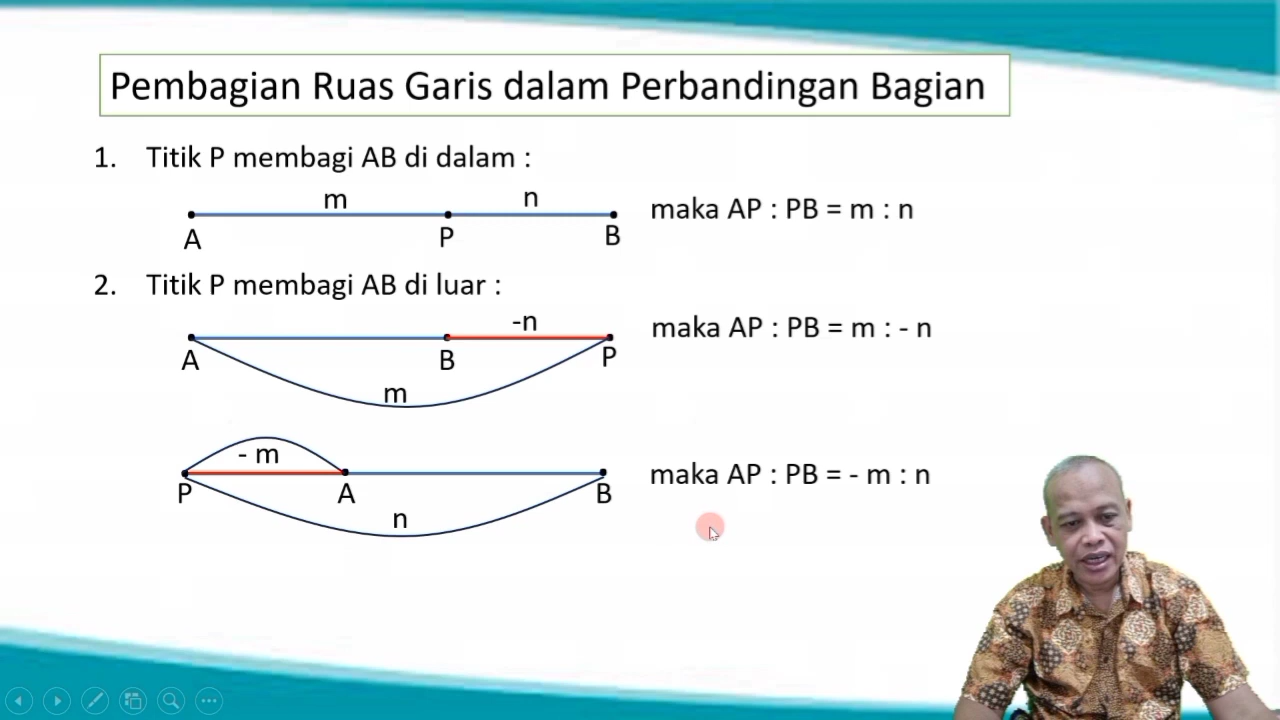 Pembagian Ruas Garis dalam Perbandingan Bagian
1. Titik P membagi AB di dalam :
m n
A P B
maka AP : PB = m : n
2. Titik P membagi AB di luar :
-n
A B P
m
maka AP : PB = m : - n
- m
P A B
n
maka AP : PB = - m : n